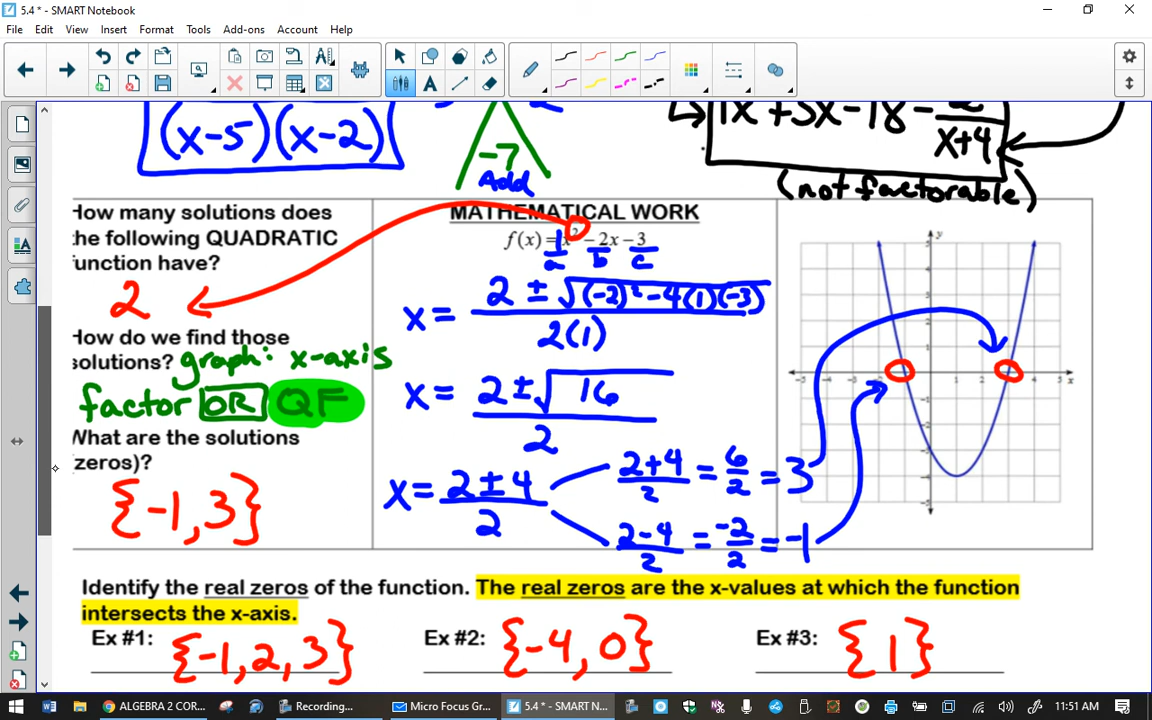 5.4 * - SMART Notebook
File Edit View Insert Format Tools Add-ons Account Help
(x-5)(x-2)
-7
Add
x+4
(not factorable)
How many solutions does
the following QUADRATIC
function have?
2
How do we find those
solutions? graph: x-axis
factor OR QF
What are the solutions
(zeros)?
{-1,3}
MATHEMATICAL WORK
f(x) = x² - 2x - 3
1
a b c
x = 2 ± √(-2)² - 4(1)(-3)
2(1)
x = 2 ± √16
2
x = 2 ± 4
2
2+4 = 6 = 3
2 2
2-4 = -2 = -1
2 2
y
x
Identify the real zeros of the function. The real zeros are the x-values at which the function
intersects the x-axis.
Ex #1: {-1,2,3}
Ex #2: {-4,0}
Ex #3: {1}
ALGEBRA 2 COR... Recording... Micro Focus Gr... 5.4 * - SMART N... 11:51 AM